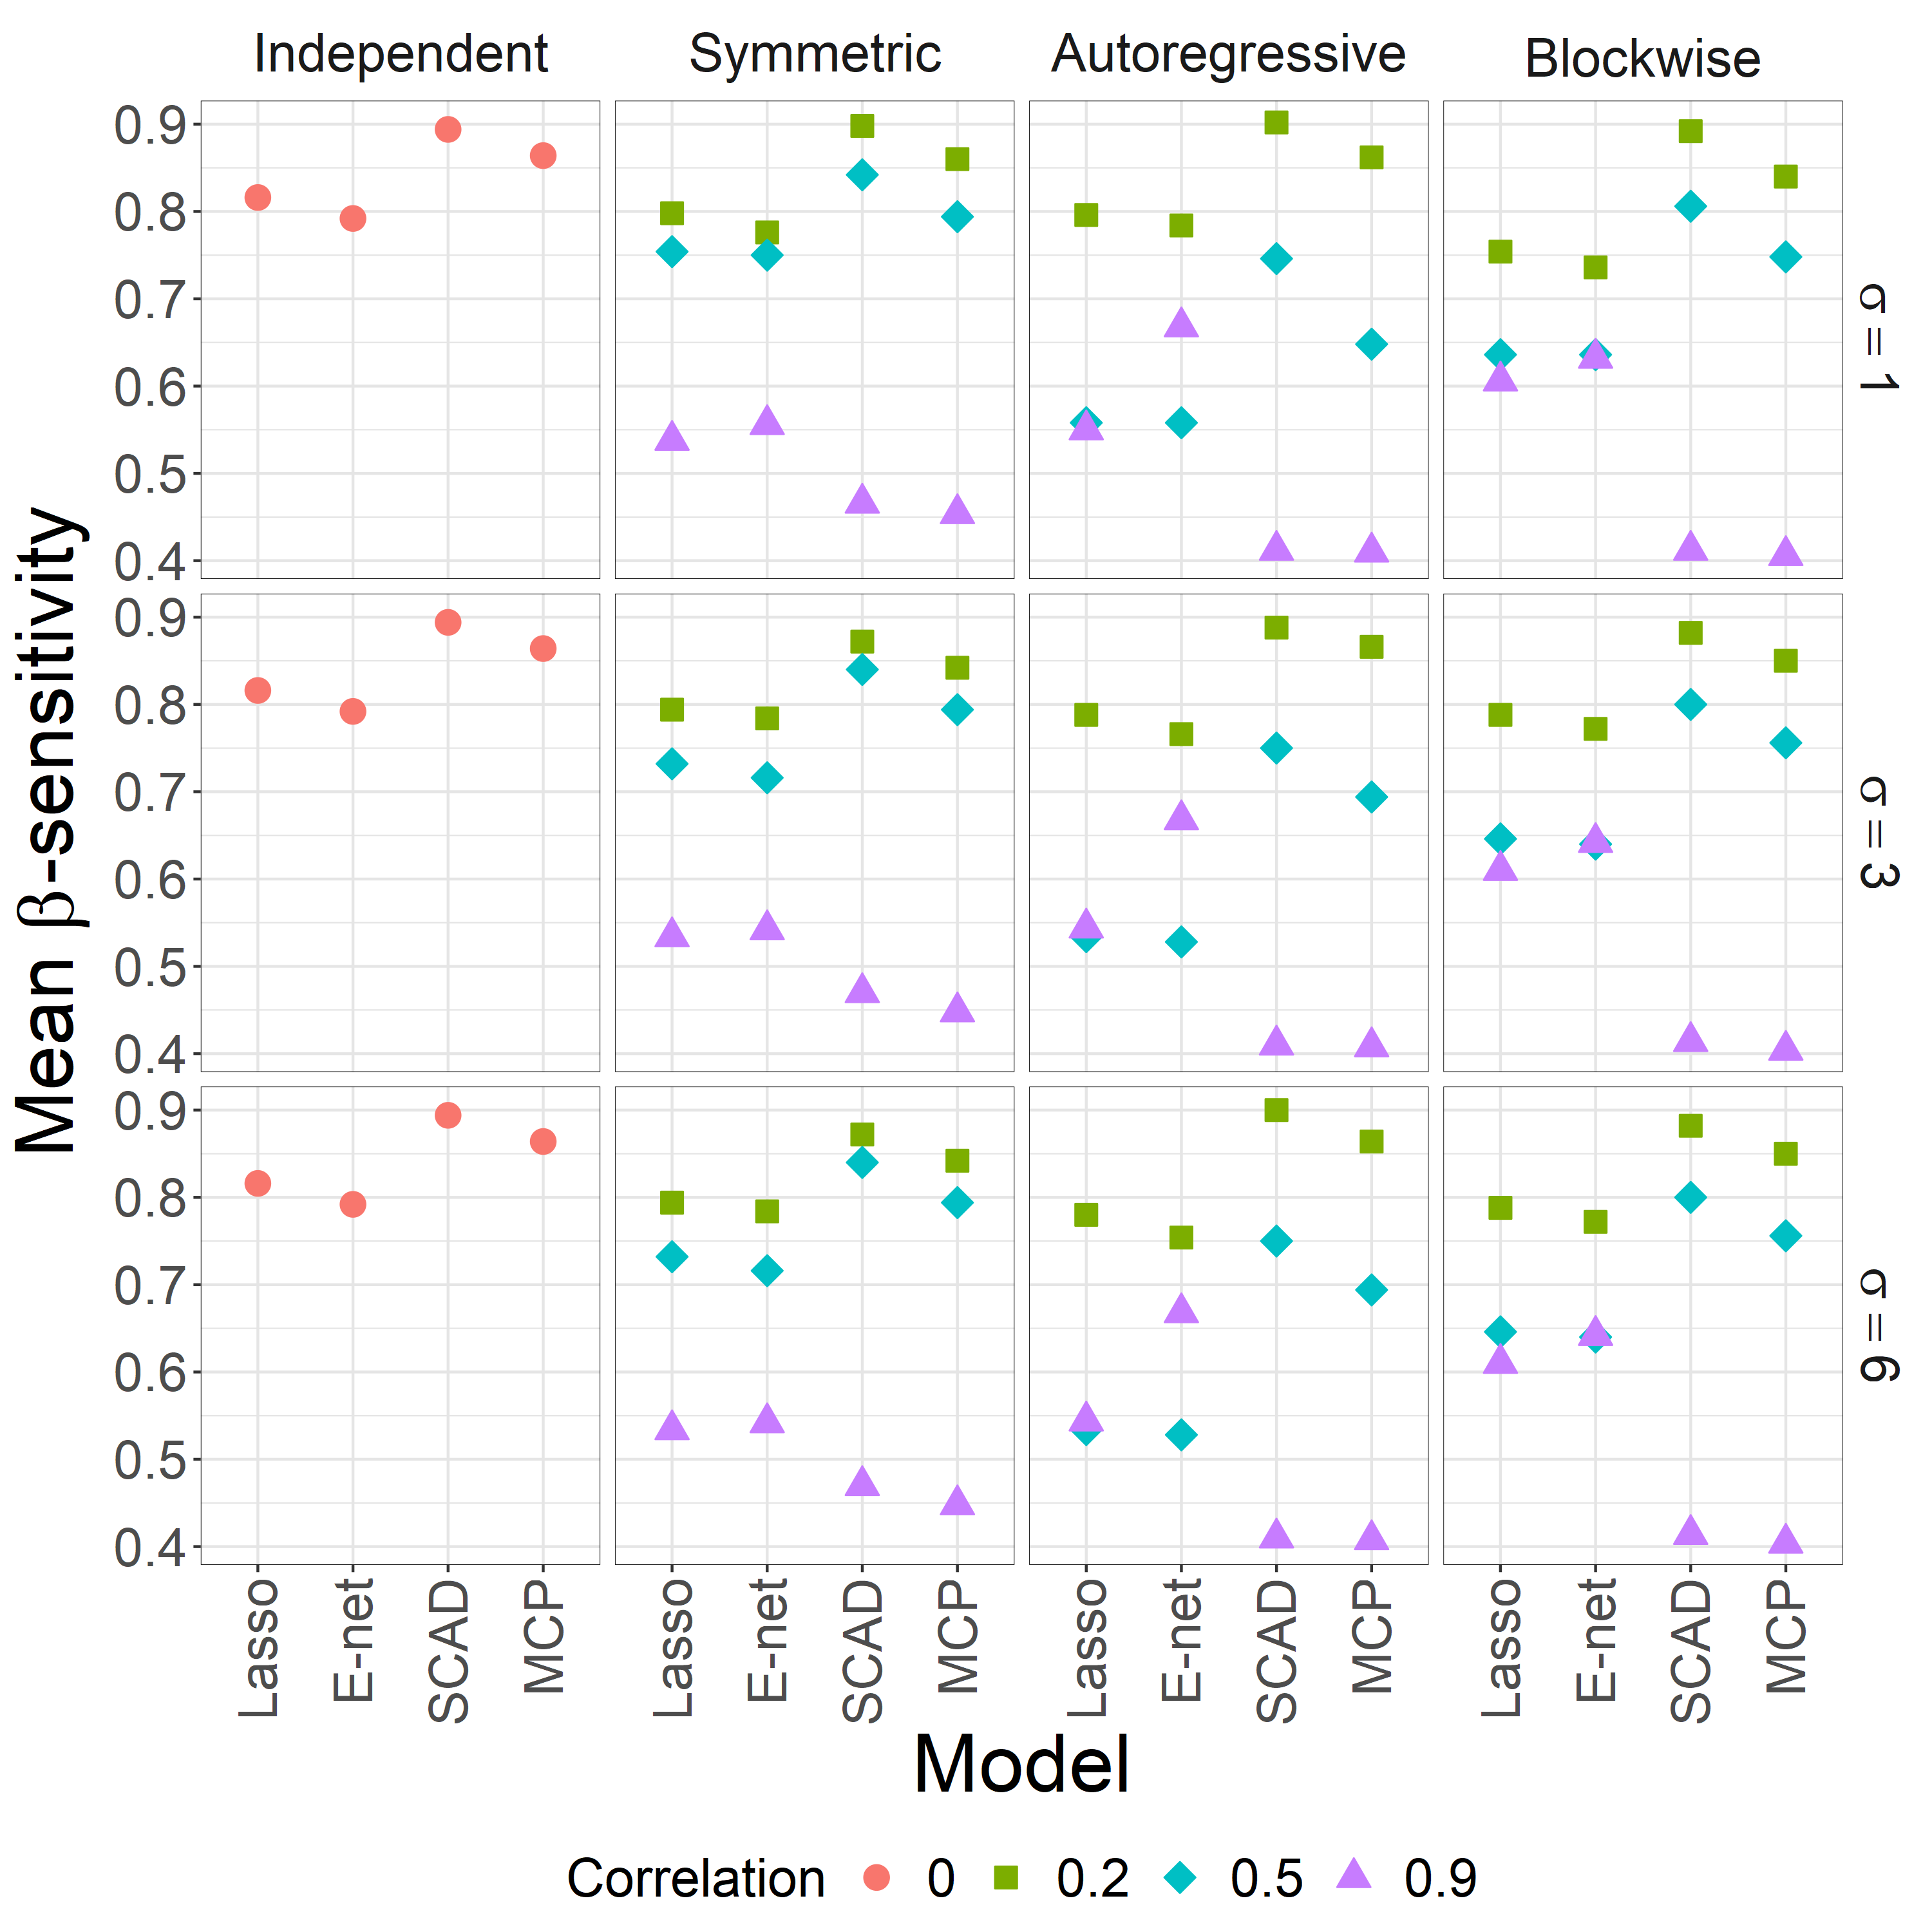 Independent Symmetric Autoregressive Blockwise
0.9
0.8
0.7
0.6
0.5
0.4
σ = 1
0.9
0.8
0.7
0.6
0.5
0.4
σ = 3
0.9
0.8
0.7
0.6
0.5
0.4
σ = 6
Mean β-sensitivity
Lasso E-net SCAD MCP Lasso E-net SCAD MCP Lasso E-net SCAD MCP Lasso E-net SCAD MCP
Model
Correlation 0 0.2 0.5 0.9